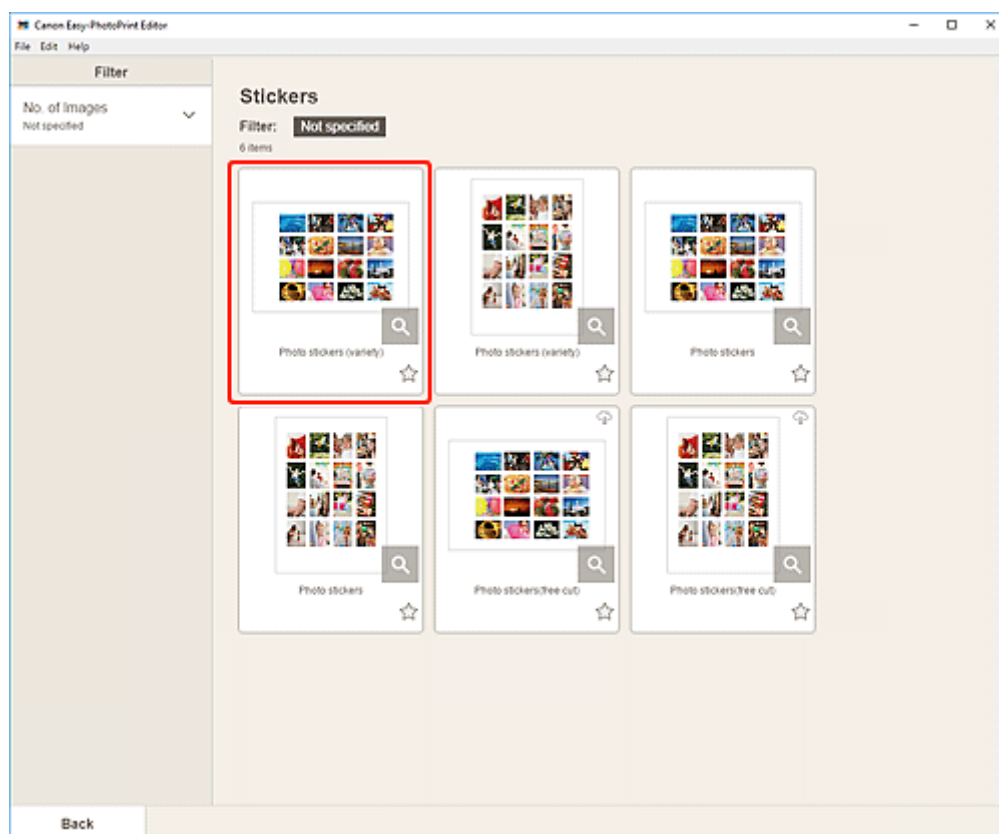 Canon Easy-PhotoPrint Editor
File Edit Help
Filter
No. of Images
Not specified
Stickers
Filter: Not specified
6 items
Photo stickers (variety)
Photo stickers (variety)
Photo stickers
Photo stickers
Photo stickers(free cut)
Photo stickers(free cut)
Back